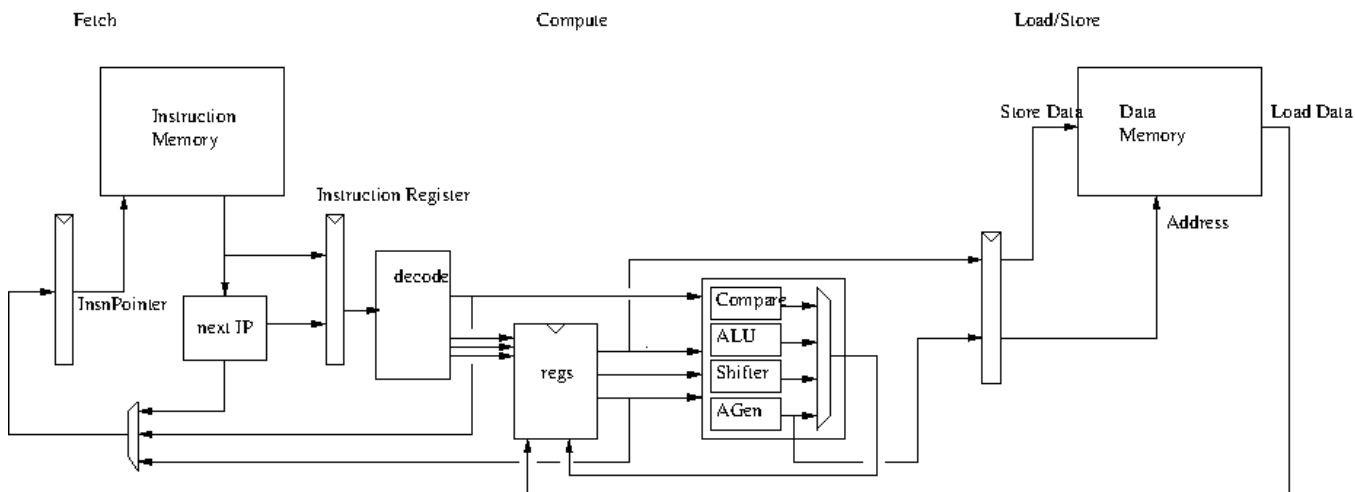 Fetch
Compute
Load/Store
Instruction
Memory
Store Data
Data
Memory
Load Data
Instruction Register
Address
InsnPointer
decode
next IP
Compare
ALU
regs
Shifter
AGen